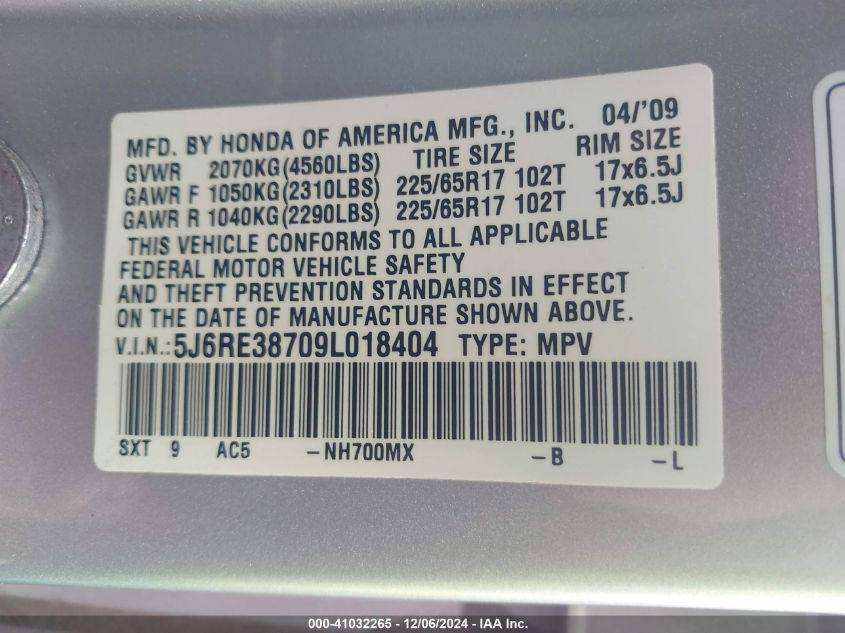 MFD. BY HONDA OF AMERICA MFG., INC. 04/'09
GVWR 2070KG(4560LBS) TIRE SIZE RIM SIZE
GAWR F 1050KG(2310LBS) 225/65R17 102T 17x6.5J
GAWR R 1040KG(2290LBS) 225/65R17 102T 17x6.5J
THIS VEHICLE CONFORMS TO ALL APPLICABLE
FEDERAL MOTOR VEHICLE SAFETY
AND THEFT PREVENTION STANDARDS IN EFFECT
ON THE DATE OF MANUFACTURE SHOWN ABOVE.
V.I.N.:5J6RE38709L018404 TYPE: MPV
SXT 9 AC5 -NH700MX -B -L
000-41032265 - 12/06/2024 - IAA Inc.